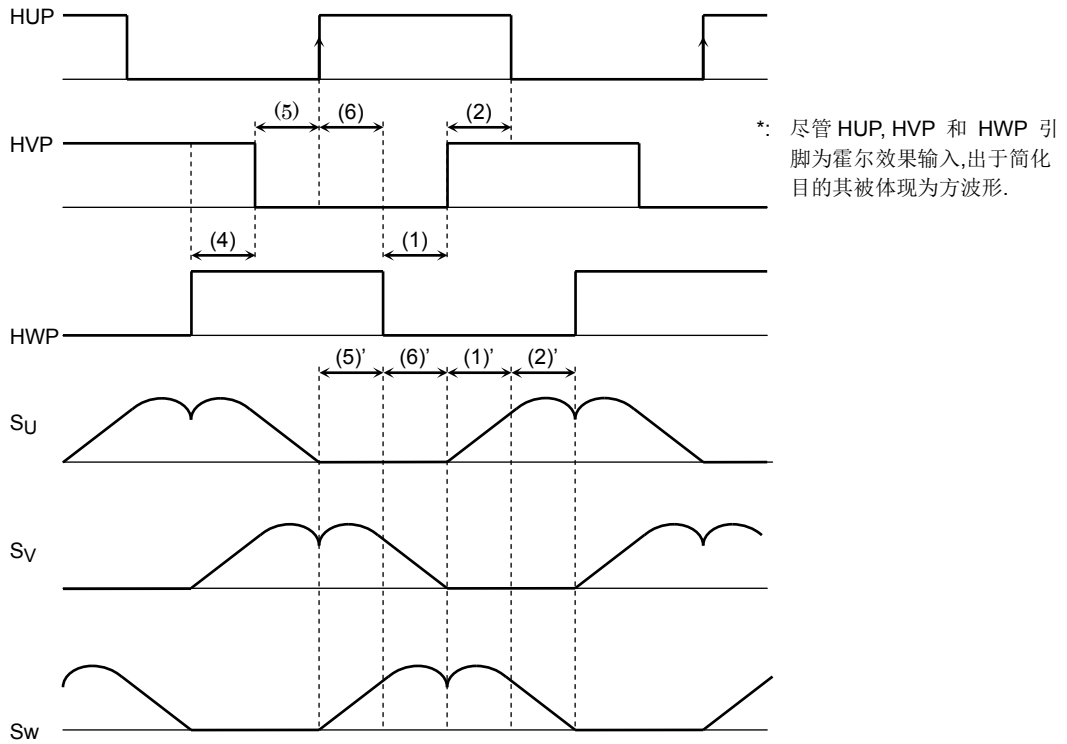 HUP
(5)
(6)
(2)
HVP
*: 尽管 HUP, HVP 和 HWP 引
脚为霍尔效果输入,出于简化
目的其被体现为方波形.
(4)
(1)
HWP
(5)’
(6)’
(1)’
(2)’
SU
SV
Sw